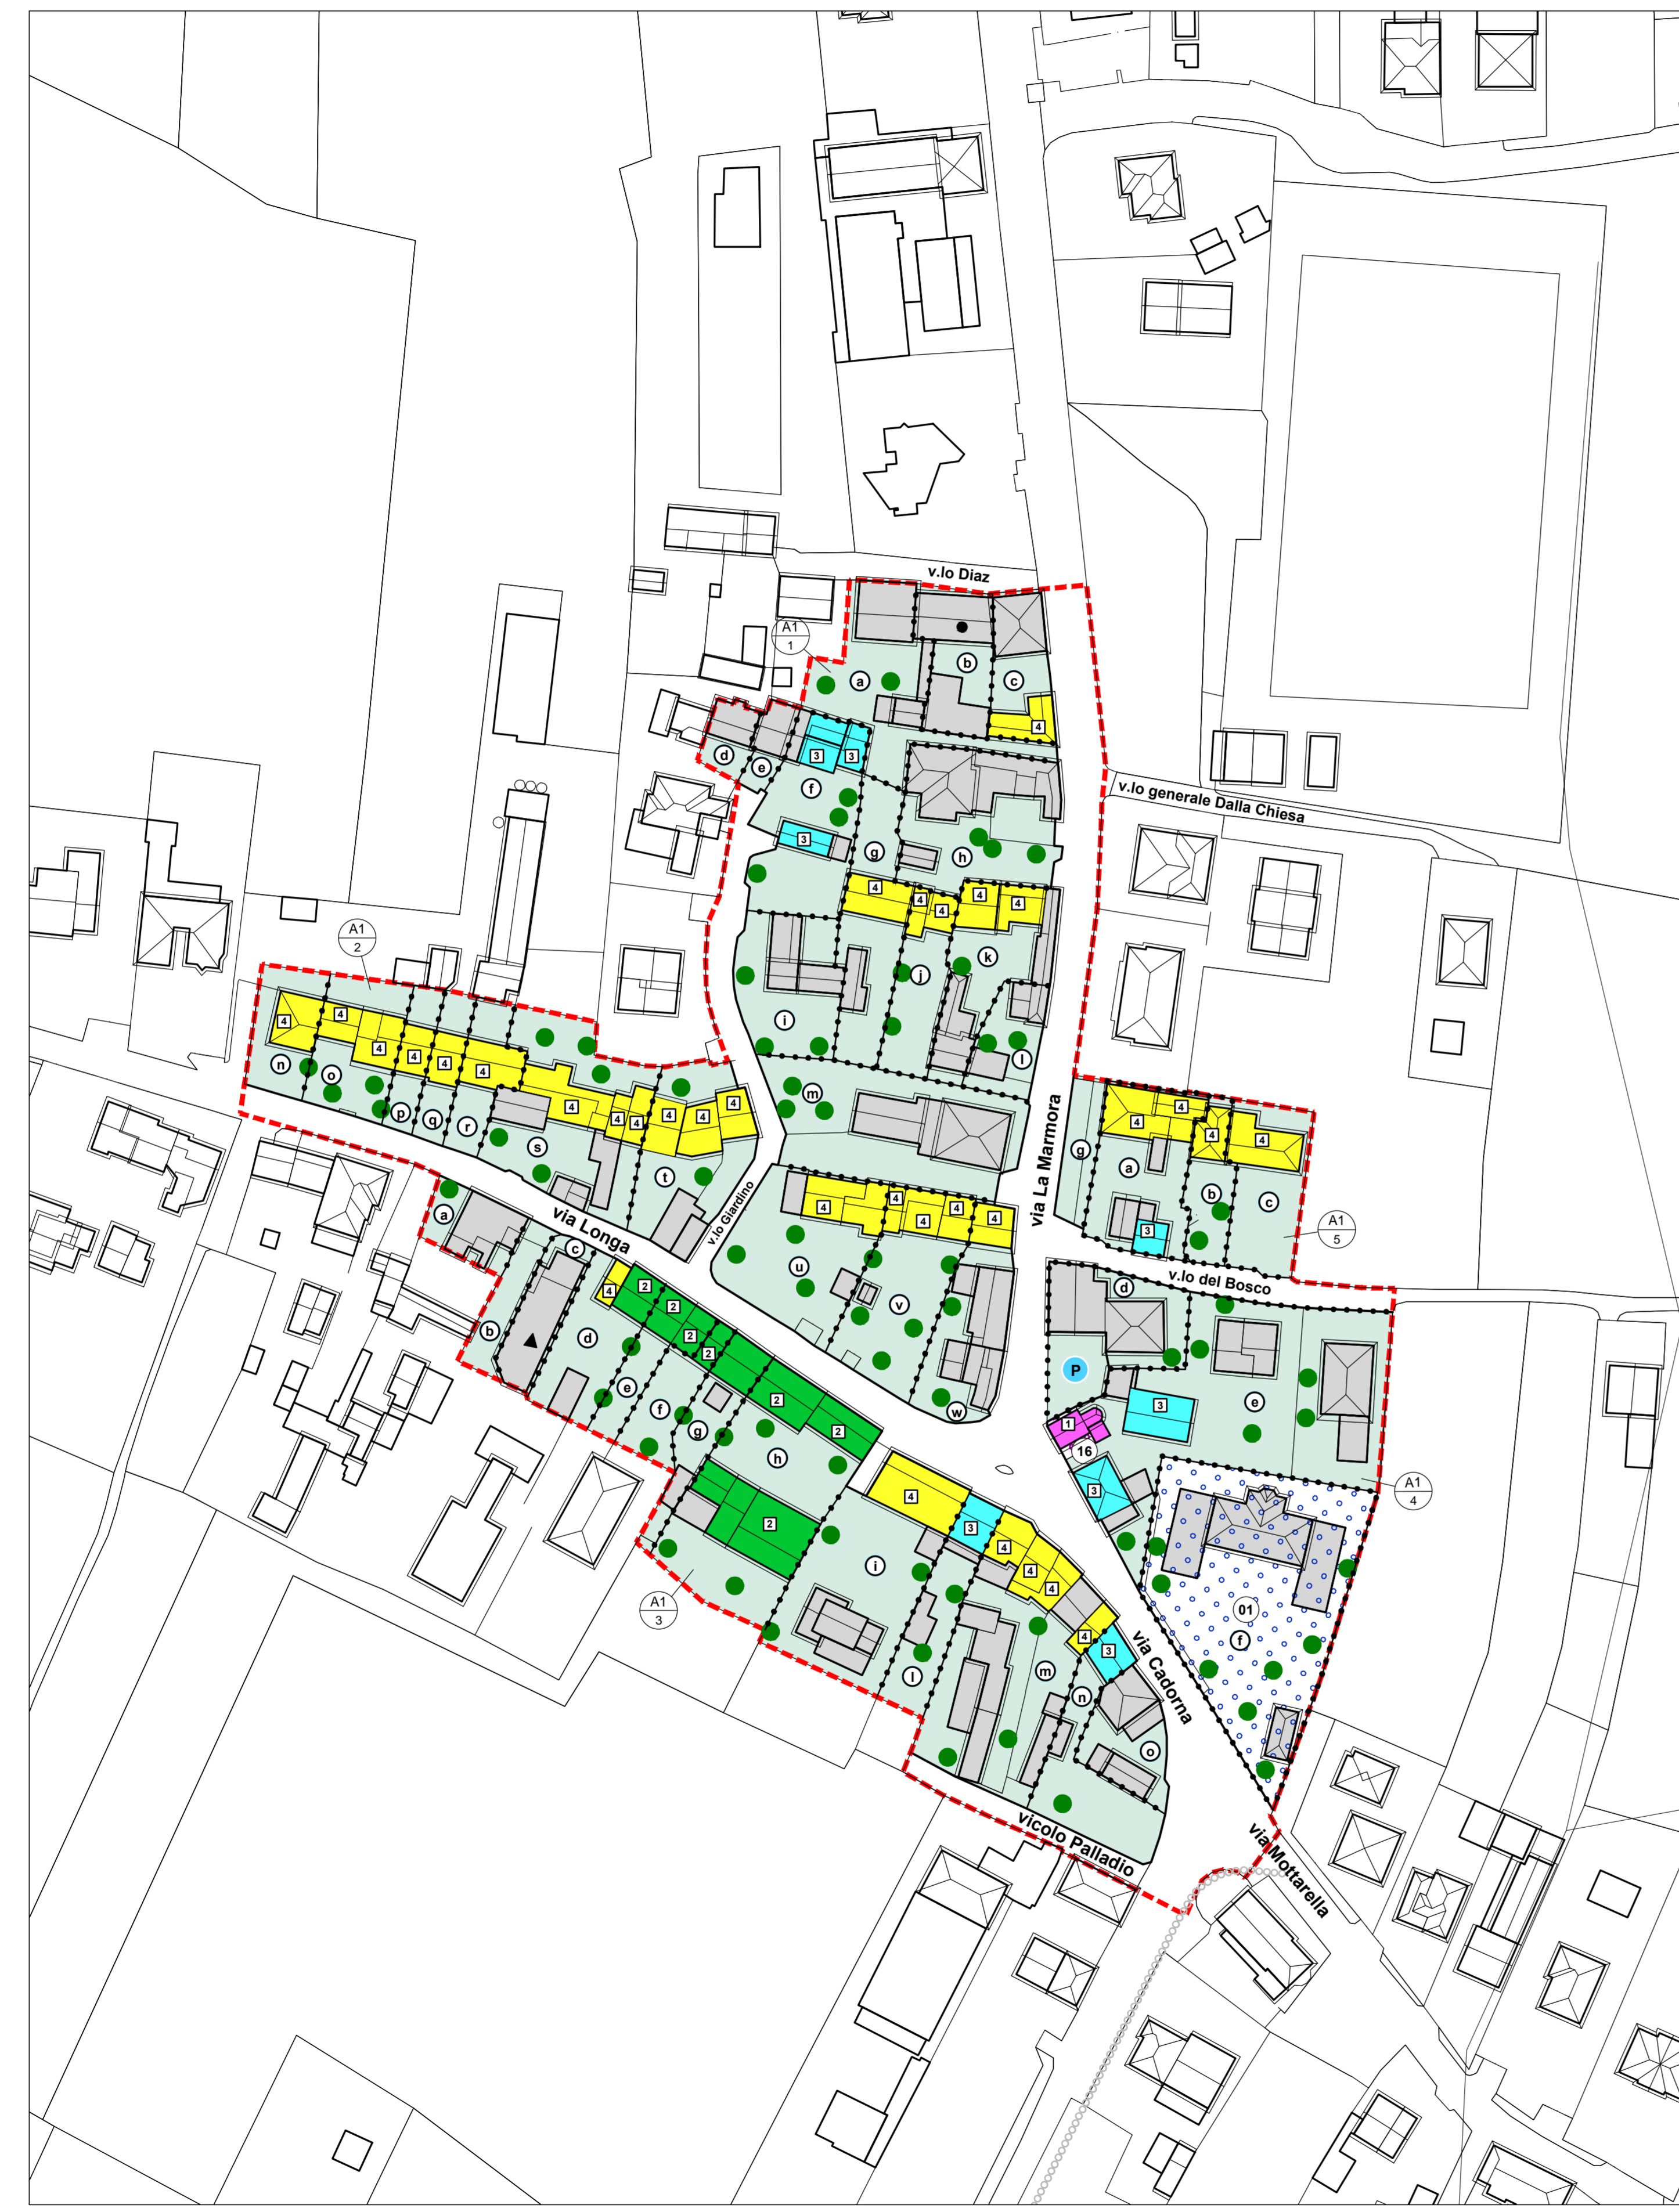 v.lo Diaz
A1
1
b
a
c
4
d
e
3
3
f
v.lo generale Dalla Chiesa
3
g
h
4
4
4
4
4
A1
2
k
j
4
4
4
4
4
4
i
l
n
o
p
q
r
s
4
4
4
4
4
4
t
m
via La Marmora
g
4
4
4
4
a
b
c
3
A1
5
v.lo Giardino
via Longa
a
c
b
d
4
2
2
2
2
2
2
e
f
g
h
u
4
4
4
4
4
v
w
v.lo del Bosco
d
P
3
e
1
16
3
A1
4
4
3
4
4
4
4
3
2
i
A1
3
l
m
n
o
via Cadorna
01
f
vicolo Palladio
via Mottarella